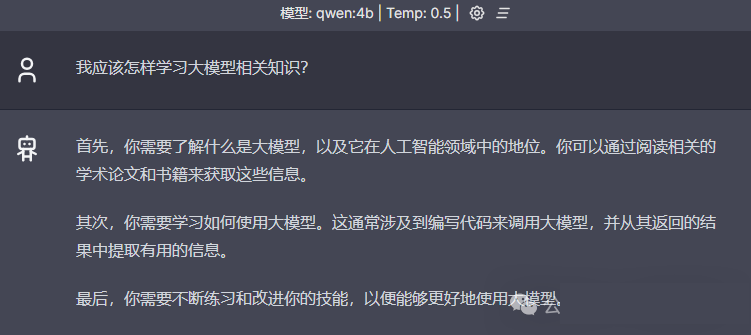 模型: qwen:4b | Temp: 0.5 |
我应该怎样学习大模型相关知识？
首先，你需要了解什么是大模型，以及它在人工智能领域中的地位。你可以通过阅读相关的
学术论文和书籍来获取这些信息。
其次，你需要学习如何使用大模型。这通常涉及到编写代码来调用大模型，并从其返回的结
果中提取有用的信息。
最后，你需要不断练习和改进你的技能，以便能够更好地使用大模型。
云